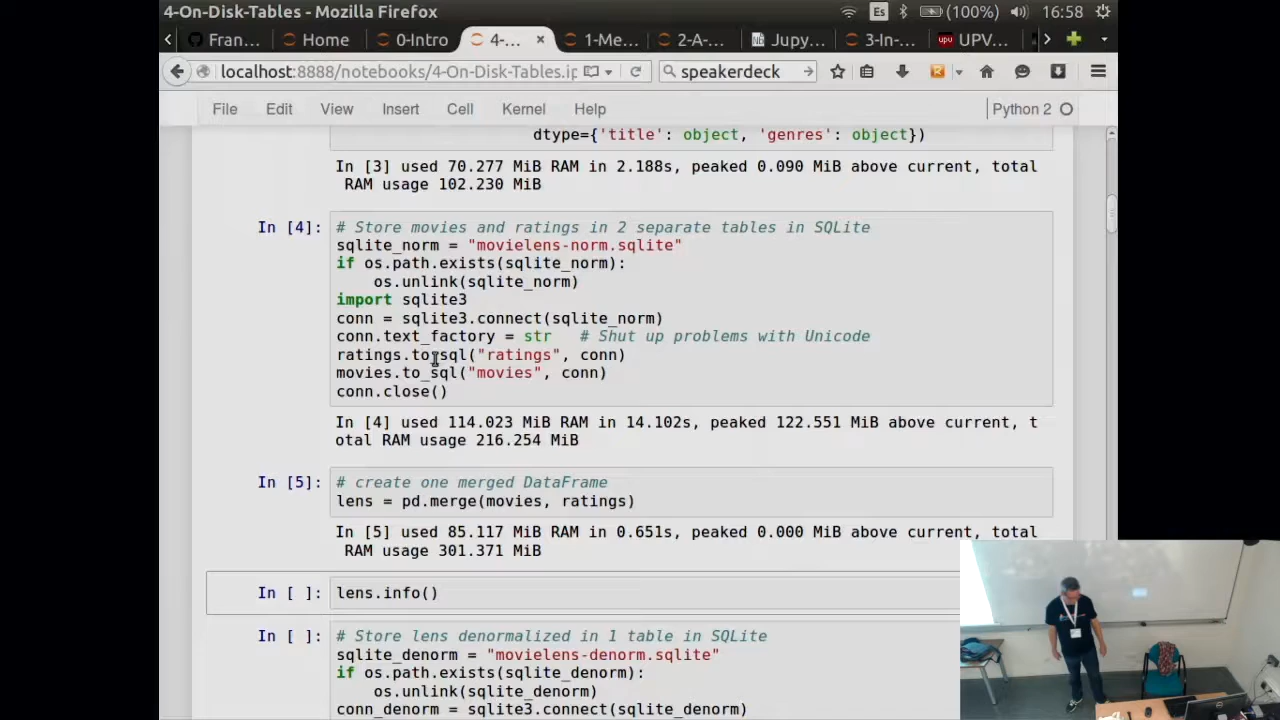 4-On-Disk-Tables - Mozilla Firefox
Es (100%) 16:58
Fran... Home 0-Intro 4-... × 1-Me... 2-A-... Nb Jupy... 3-In-... upv UPV...
localhost:8888/notebooks/4-On-Disk-Tables.ip speakerdeck
File Edit View Insert Cell Kernel Help Python 2
dtype={'title': object, 'genres': object})
In [3] used 70.277 MiB RAM in 2.188s, peaked 0.090 MiB above current, total
RAM usage 102.230 MiB
In [4]: # Store movies and ratings in 2 separate tables in SQLite
sqlite_norm = "movielens-norm.sqlite"
if os.path.exists(sqlite_norm):
os.unlink(sqlite_norm)
import sqlite3
conn = sqlite3.connect(sqlite_norm)
conn.text_factory = str # Shut up problems with Unicode
ratings.to_sql("ratings", conn)
movies.to_sql("movies", conn)
conn.close()
In [4] used 114.023 MiB RAM in 14.102s, peaked 122.551 MiB above current, t
otal RAM usage 216.254 MiB
In [5]: # create one merged DataFrame
lens = pd.merge(movies, ratings)
In [5] used 85.117 MiB RAM in 0.651s, peaked 0.000 MiB above current, total
RAM usage 301.371 MiB
In [ ]: lens.info()
In [ ]: # Store lens denormalized in 1 table in SQLite
sqlite_denorm = "movielens-denorm.sqlite"
if os.path.exists(sqlite_denorm):
os.unlink(sqlite_denorm)
conn_denorm = sqlite3.connect(sqlite_denorm)